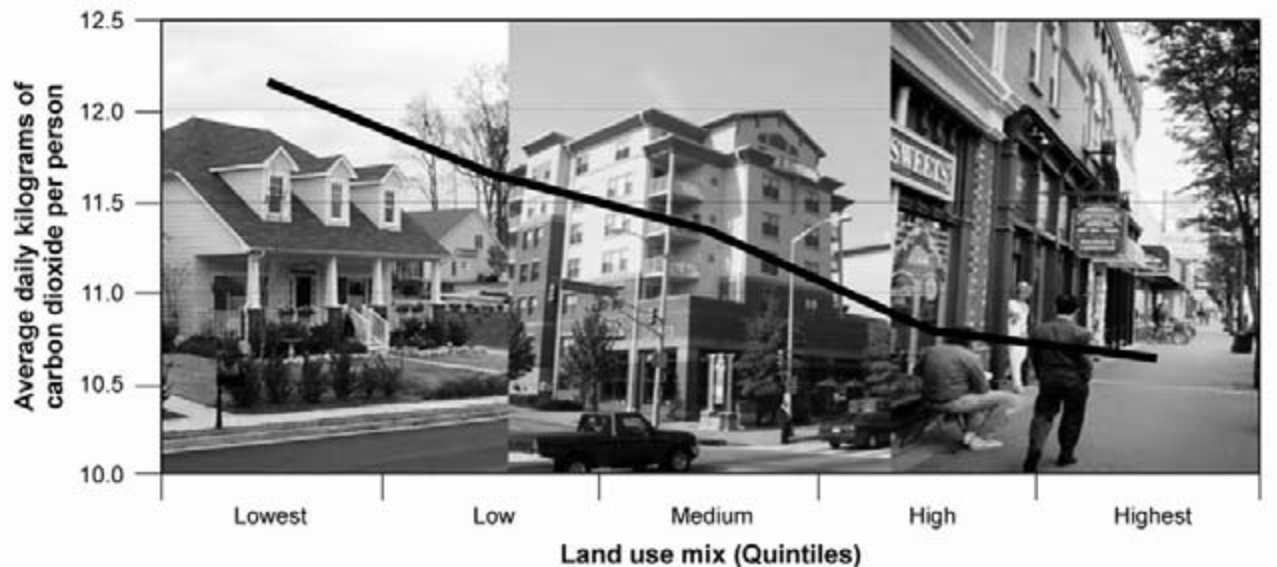 Average daily kilograms of
carbon dioxide per person
12.5
12.0
11.5
11.0
10.5
10.0
SWEETS
Lowest
Low
Medium
High
Highest
Land use mix (Quintiles)